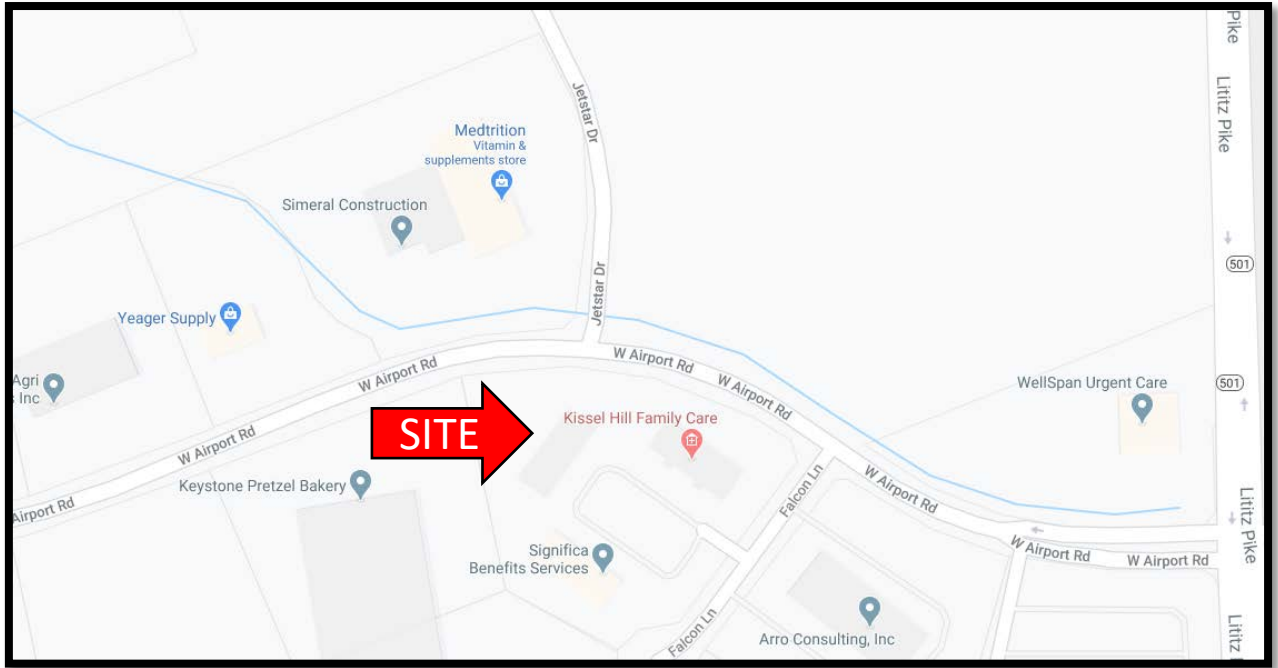 Pike
Lititz Pike
Jetstar Dr
Medtrition
Vitamin &
supplements store
Simeral Construction
501
Jetstar Dr
Yeager Supply
W Airport Rd
W Airport Rd
W Airport Rd
Agri
s Inc
WellSpan Urgent Care
501
SITE
Kissel Hill Family Care
W Airport Rd
Keystone Pretzel Bakery
Falcon Ln
W Airport Rd
Airport Rd
Lititz Pike
W Airport Rd
W Airport Rd
Significa
Benefits Services
Falcon Ln
Arro Consulting, Inc
Lititz